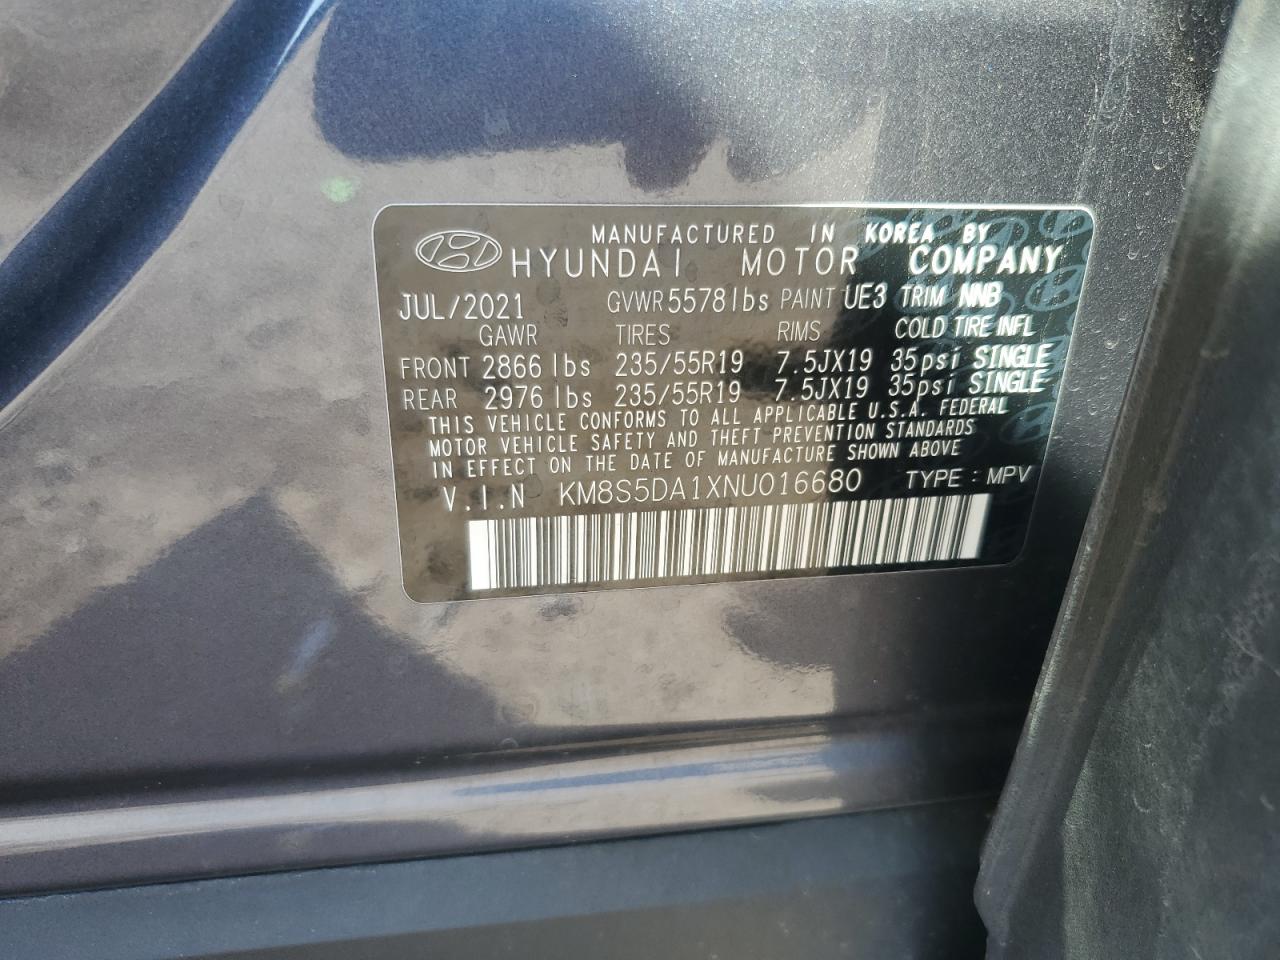 MANUFACTURED IN KOREA BY
HYUNDAI MOTOR COMPANY
JUL/2021 GVWR 5578lbs PAINT UE3 TRIM NNB
GAWR TIRES RIMS COLD TIRE INFL
FRONT 2866 lbs 235/55R19 7.5JX19 35psi SINGLE
REAR 2976 lbs 235/55R19 7.5JX19 35psi SINGLE
THIS VEHICLE CONFORMS TO ALL APPLICABLE U.S.A. FEDERAL
MOTOR VEHICLE SAFETY AND THEFT PREVENTION STANDARDS
IN EFFECT ON THE DATE OF MANUFACTURE SHOWN ABOVE
V.I.N KM8S5DA1XNU016680 TYPE : MPV